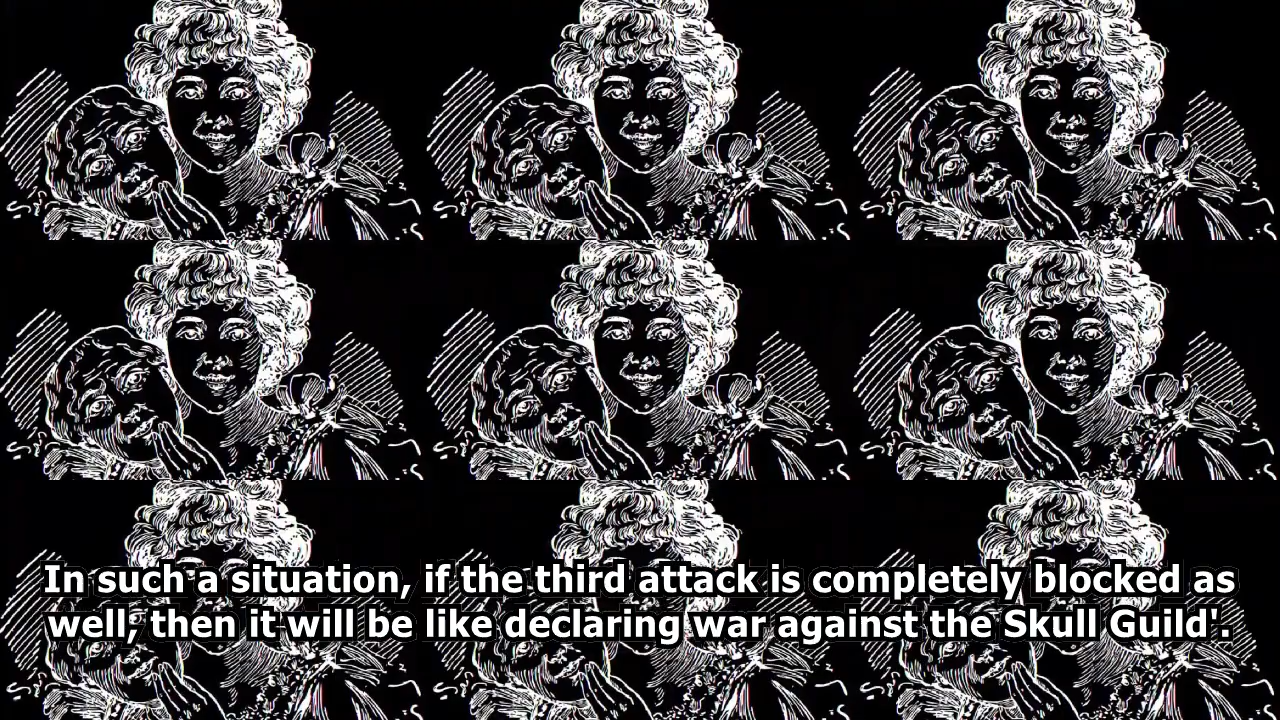 In such a situation, if the third attack is completely blocked as
well, then it will be like declaring war against the Skull Guild'.